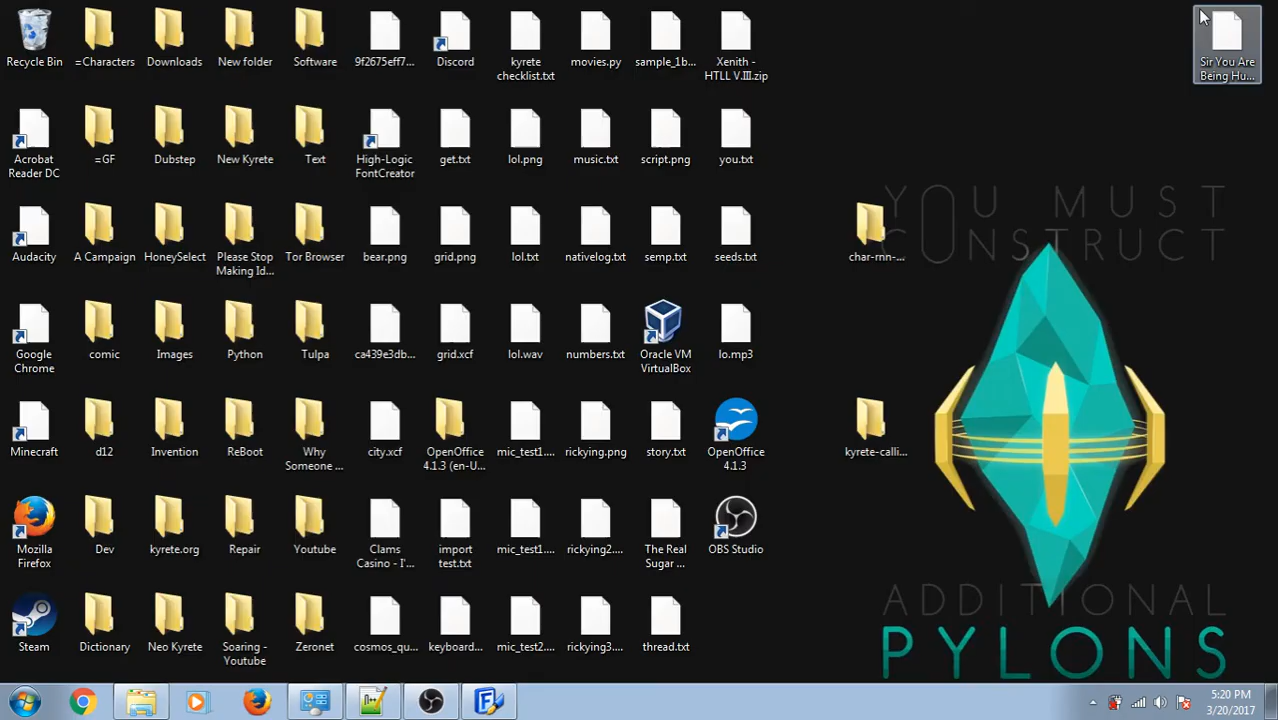 Recycle Bin
=Characters
Downloads
New folder
Software
9f2675eff7...
Discord
kyrete
checklist.txt
movies.py
sample_1b...
Xenith -
HTLL V.III.zip
Sir You Are
Being Hu...
Acrobat
Reader DC
=GF
Dubstep
New Kyrete
Text
High-Logic
FontCreator
get.txt
lol.png
music.txt
script.png
you.txt
Audacity
A Campaign
HoneySelect
Please Stop
Making Id...
Tor Browser
bear.png
grid.png
lol.txt
nativelog.txt
semp.txt
seeds.txt
char-rnn-...
YOU MUST
CONSTRUCT
Google
Chrome
comic
Images
Python
Tulpa
ca439e3db...
grid.xcf
lol.wav
numbers.txt
Oracle VM
VirtualBox
lo.mp3
Minecraft
d12
Invention
ReBoot
Why
Someone ...
city.xcf
OpenOffice
4.1.3 (en-U...
mic_test1....
rickying.png
story.txt
OpenOffice
4.1.3
kyrete-calli...
Mozilla
Firefox
Dev
kyrete.org
Repair
Youtube
Clams
Casino - I'...
import
test.txt
mic_test1....
rickying2....
The Real
Sugar ...
OBS Studio
Steam
Dictionary
Neo Kyrete
Soaring -
Youtube
Zeronet
cosmos_qu...
keyboard...
mic_test2....
rickying3....
thread.txt
ADDITIONAL
PYLONS
5:20 PM
3/20/2017